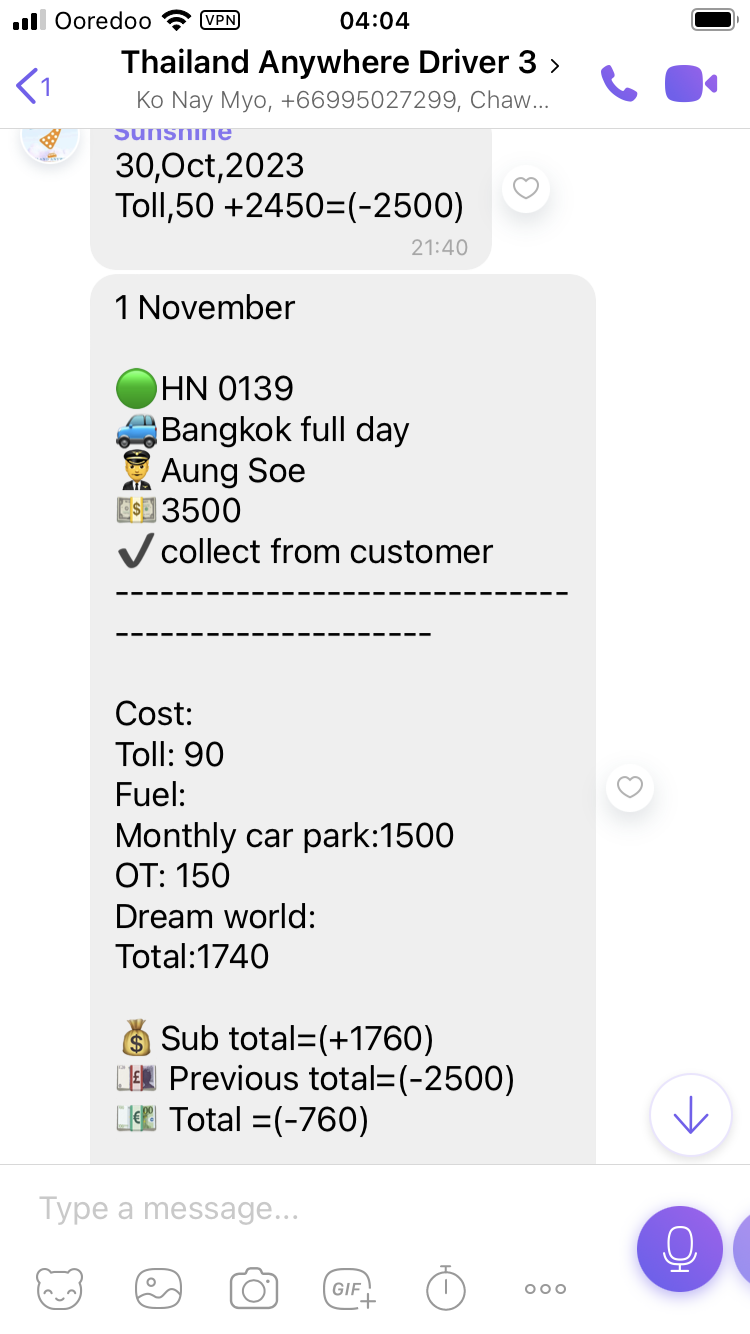 Ooredoo VPN 04:04
1 Thailand Anywhere Driver 3 ›
Ko Nay Myo, +66995027299, Chaw...
Sunshine
30,Oct,2023
Toll,50 +2450=(-2500)
21:40
1 November
HN 0139
Bangkok full day
Aung Soe
3500
✔collect from customer
------------------------------
---------------------
Cost:
Toll: 90
Fuel:
Monthly car park:1500
OT: 150
Dream world:
Total:1740
Sub total=(+1760)
Previous total=(-2500)
Total =(-760)
Type a message...
GIF